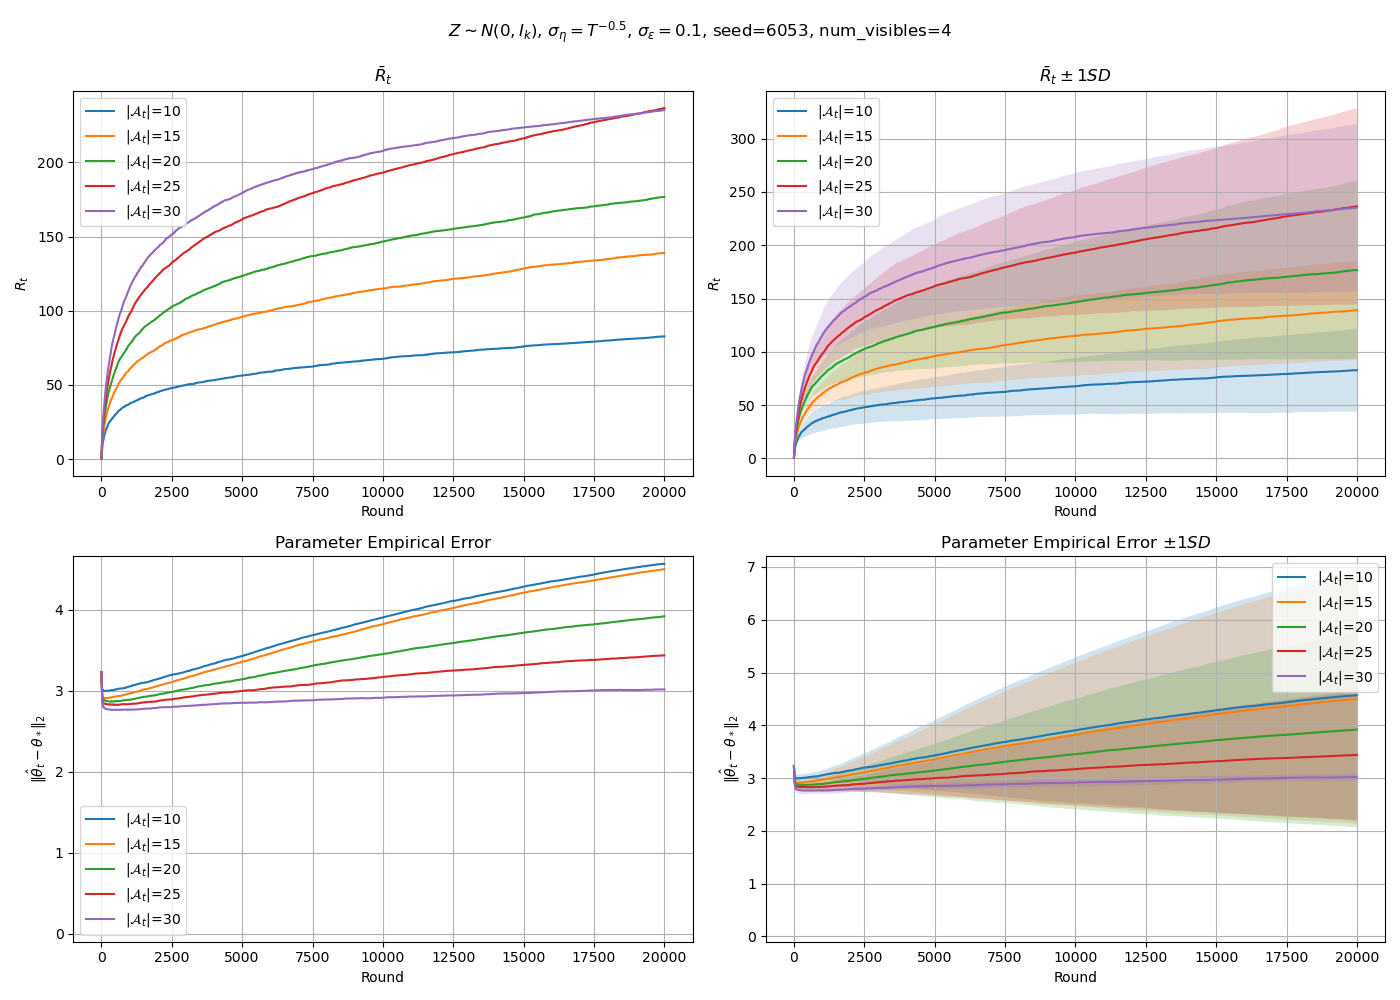 Z ∼ N(0, I_k), σ_η = T^{−0.5}, σ_ε = 0.1, seed=6053, num_visibles=4
R̄_t
R_t
200
150
100
50
0
|𝒜_t|=10
|𝒜_t|=15
|𝒜_t|=20
|𝒜_t|=25
|𝒜_t|=30
0 2500 5000 7500 10000 12500 15000 17500 20000
Round
R̄_t ± 1SD
R_t
300
250
200
150
100
50
0
|𝒜_t|=10
|𝒜_t|=15
|𝒜_t|=20
|𝒜_t|=25
|𝒜_t|=30
0 2500 5000 7500 10000 12500 15000 17500 20000
Round
Parameter Empirical Error
‖θ̂_t − θ_*‖_2
4
3
2
1
0
|𝒜_t|=10
|𝒜_t|=15
|𝒜_t|=20
|𝒜_t|=25
|𝒜_t|=30
0 2500 5000 7500 10000 12500 15000 17500 20000
Round
Parameter Empirical Error ±1SD
‖θ̂_t − θ_*‖_2
7
6
5
4
3
2
1
0
|𝒜_t|=10
|𝒜_t|=15
|𝒜_t|=20
|𝒜_t|=25
|𝒜_t|=30
0 2500 5000 7500 10000 12500 15000 17500 20000
Round